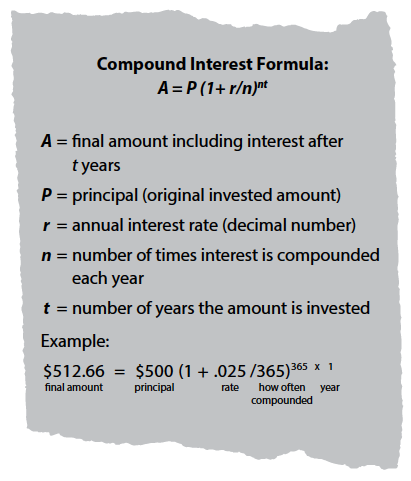 Compound Interest Formula:
A = P (1+ r/n)nt
A = final amount including interest after
t years
P = principal (original invested amount)
r = annual interest rate (decimal number)
n = number of times interest is compounded
each year
t = number of years the amount is invested
Example:
$512.66 = $500 (1 + .025 /365)365 x 1
final amount principal rate how often year
compounded